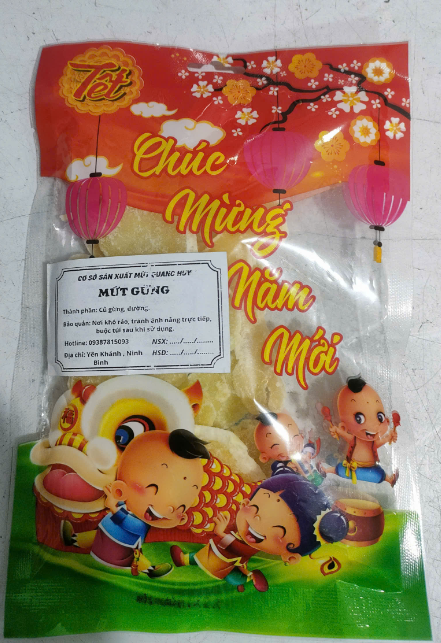 Tết
Chúc
Mừng
Năm
Mới
CƠ SỞ SẢN XUẤT MỨT QUANG HUY
MỨT GỪNG
Thành phần: Củ gừng, đường.
Bảo quản: Nơi khô ráo, tránh ánh nắng trực tiếp,
buộc túi sau khi sử dụng.
Hotline: 09387815093 NSX: ...../...../........
Địa chỉ: Yên Khánh , Ninh HSD: ...../...../........
Bình